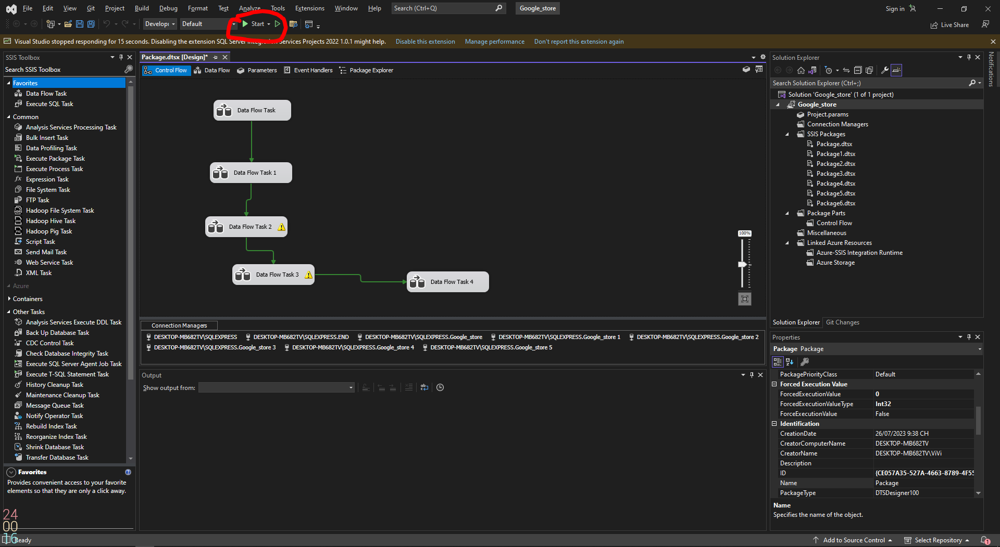 File Edit View Git Project Build Debug Format Test Analyze Tools Extensions Window Help Search (Ctrl+Q) Google_store Sign in
Developr Default Start Live Share
Visual Studio stopped responding for 15 seconds. Disabling the extension SQL Server Integration Services Projects 2022 1.0.1 might help. Disable this extension Manage performance Don't report this extension again
SSIS Toolbox
Search SSIS Toolbox
Favorites
Data Flow Task
Execute SQL Task
Common
Analysis Services Processing Task
Bulk Insert Task
Data Profiling Task
Execute Package Task
Execute Process Task
Expression Task
File System Task
FTP Task
Hadoop File System Task
Hadoop Hive Task
Hadoop Pig Task
Script Task
Send Mail Task
Web Service Task
XML Task
Azure
Containers
Other Tasks
Analysis Services Execute DDL Task
Back Up Database Task
CDC Control Task
Check Database Integrity Task
Execute SQL Server Agent Job Task
Execute T-SQL Statement Task
History Cleanup Task
Maintenance Cleanup Task
Message Queue Task
Notify Operator Task
Rebuild Index Task
Reorganize Index Task
Shrink Database Task
Transfer Database Task
Favorites
Provides convenient access to your favorite
elements so that they are only a click away.
24
00
16
Ready
Package.dtsx [Design]*
Control Flow Data Flow Parameters Event Handlers Package Explorer
Data Flow Task
Data Flow Task 1
Data Flow Task 2
Data Flow Task 3
Data Flow Task 4
100%
Connection Managers
DESKTOP-MB682TV\SQLEXPRESS DESKTOP-MB682TV\SQLEXPRESS.END DESKTOP-MB682TV\SQLEXPRESS.Google_store DESKTOP-MB682TV\SQLEXPRESS.Google_store 1 DESKTOP-MB682TV\SQLEXPRESS.Google_store 2
DESKTOP-MB682TV\SQLEXPRESS.Google_store 3 DESKTOP-MB682TV\SQLEXPRESS.Google_store 4 DESKTOP-MB682TV\SQLEXPRESS.Google_store 5
Output
Show output from:
Solution Explorer
Search Solution Explorer (Ctrl+;)
Solution 'Google_store' (1 of 1 project)
Google_store
Project.params
Connection Managers
SSIS Packages
Package.dtsx
Package1.dtsx
Package2.dtsx
Package3.dtsx
Package4.dtsx
Package5.dtsx
Package6.dtsx
Package Parts
Control Flow
Miscellaneous
Linked Azure Resources
Azure-SSIS Integration Runtime
Azure Storage
Solution Explorer Git Changes
Properties
Package Package
PackagePriorityClass Default
Forced Execution Value
ForcedExecutionValue 0
ForcedExecutionValueType Int32
ForceExecutionValue False
Identification
CreationDate 26/07/2023 9:38 CH
CreatorComputerName DESKTOP-MB682TV
CreatorName DESKTOP-MB682TV\ViVi
Description
ID {CE057A35-527A-4663-8789-4F55
Name Package
PackageType DTSDesigner100
Name
Specifies the name of the object.
Notifications
Add to Source Control Select Repository 1